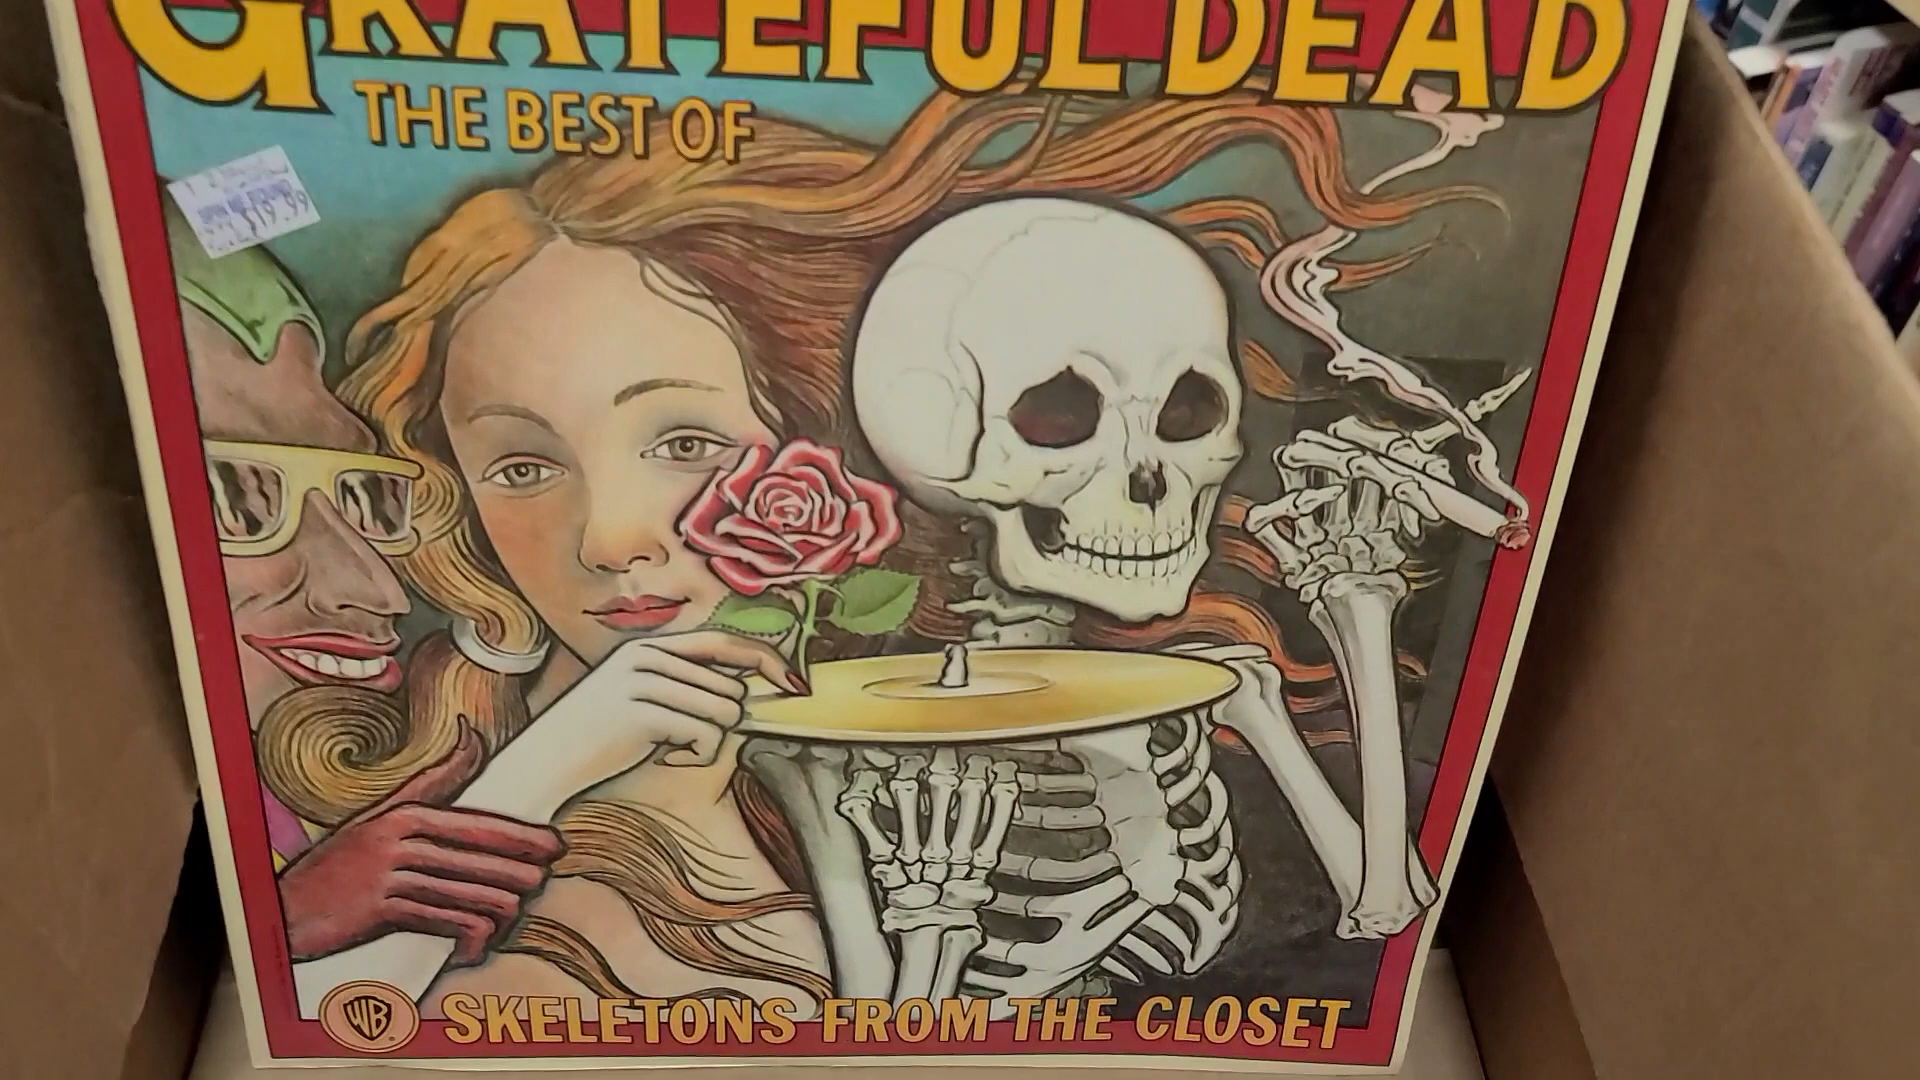 GRATEFUL DEAD
THE BEST OF
$19.99
WB
SKELETONS FROM THE CLOSET